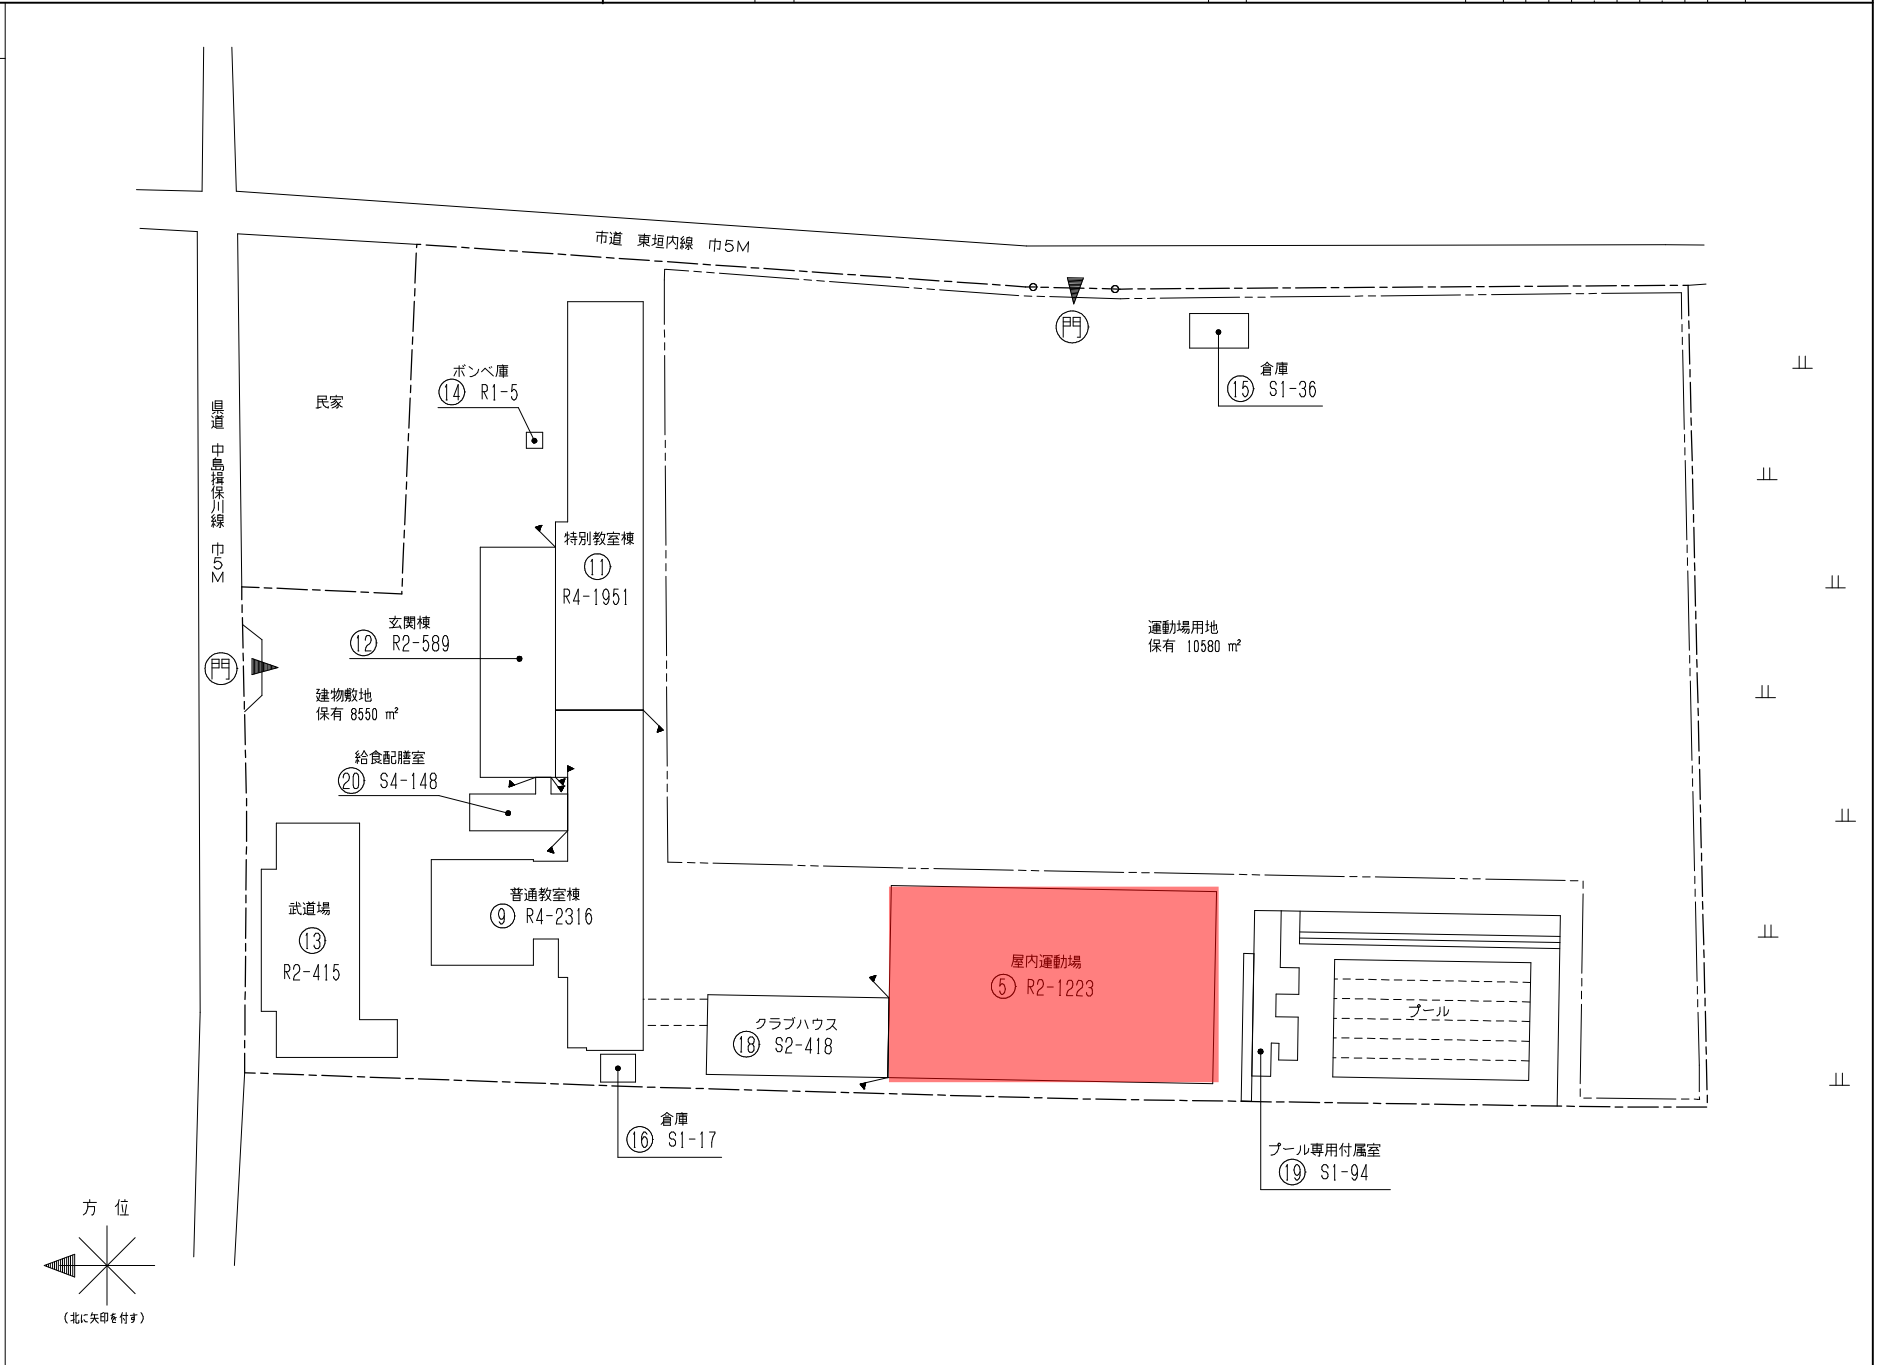 市道 東垣内線 巾5M
門
倉庫
⑮ S1-36
ボンベ庫
⑭ R1-5
民家
県道 中島揖保川線 巾5M
特別教室棟
⑪
R4-1951
玄関棟
⑫ R2-589
運動場用地
保有 10580 ㎡
門
建物敷地
保有 8550 ㎡
給食配膳室
⑳ S4-148
武道場
⑬
R2-415
普通教室棟
⑨ R4-2316
屋内運動場
⑤ R2-1223
クラブハウス
⑱ S2-418
プール
倉庫
⑯ S1-17
プール専用付属室
⑲ S1-94
方 位
(北に矢印を付す)